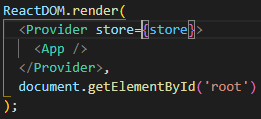 ReactDOM.render(
  <Provider store={store}>
    <App />
  </Provider>,
  document.getElementById('root')
);